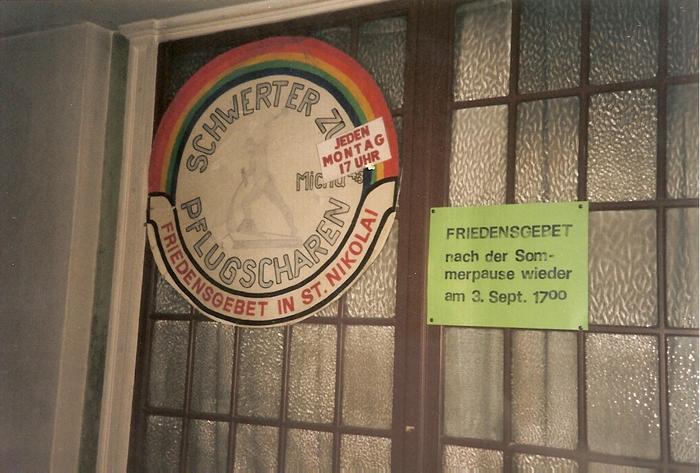 SCHWERTER ZU
JEDEN
MONTAG
17 UHR
PFLUGSCHAREN
FRIEDENSGEBET IN ST. NIKOLAI
FRIEDENSGEPET
nach der Som-
merpause wieder
am 3. Sept. 1700